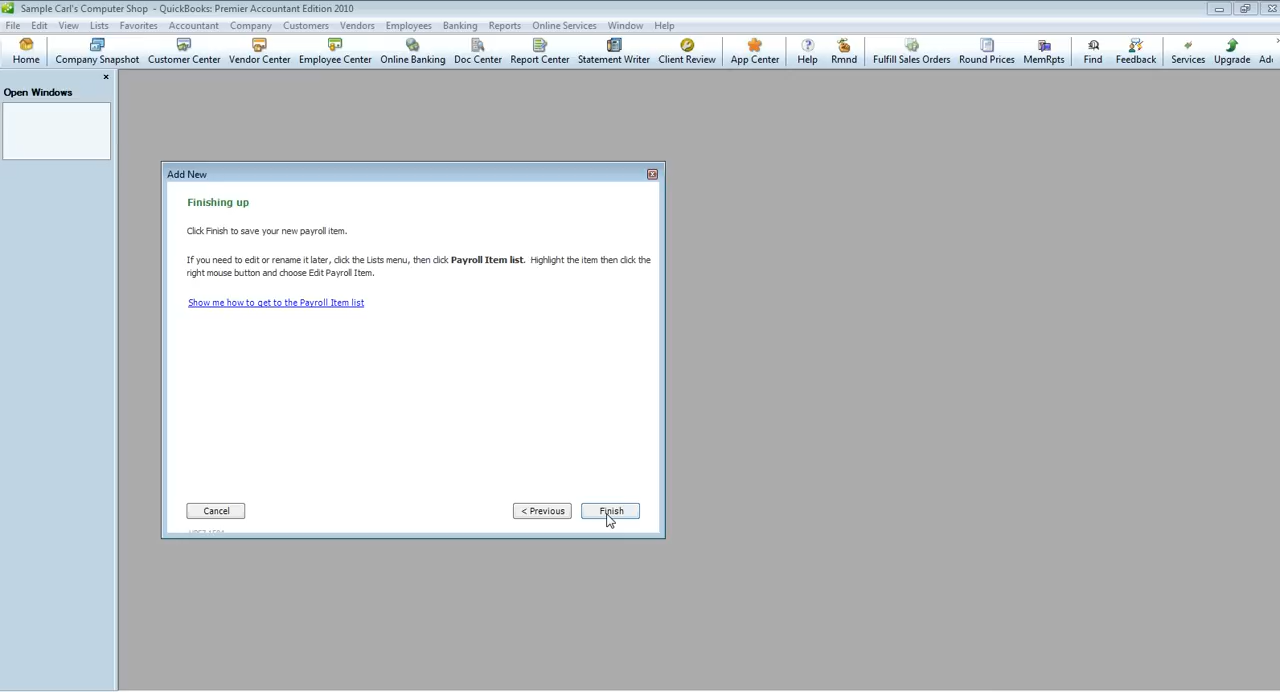 Sample Carl's Computer Shop - QuickBooks: Premier Accountant Edition 2010
File Edit View Lists Favorites Accountant Company Customers Vendors Employees Banking Reports Online Services Window Help
Home Company Snapshot Customer Center Vendor Center Employee Center Online Banking Doc Center Report Center Statement Writer Client Review App Center Help Rmnd Fulfill Sales Orders Round Prices MemRpts Find Feedback Services Upgrade
Open Windows
Add New
Finishing up
Click Finish to save your new payroll item.
If you need to edit or rename it later, click the Lists menu, then click Payroll Item list. Highlight the item then click the
right mouse button and choose Edit Payroll Item.
Show me how to get to the Payroll Item list
Cancel < Previous Finish